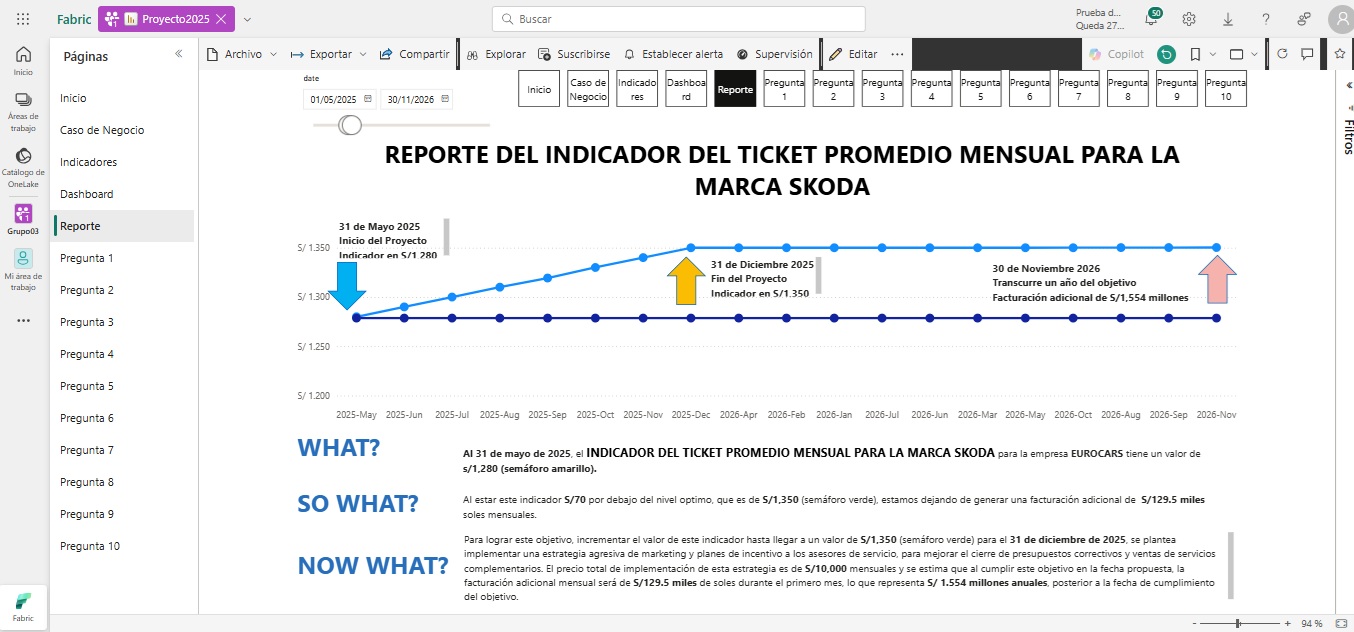 Fabric
Proyecto2025
Buscar
Prueba d...
Queda 27...
50
Inicio
Áreas de trabajo
Catálogo de OneLake
Grupo03
Mi área de trabajo
Fabric
Páginas
Inicio
Caso de Negocio
Indicadores
Dashboard
Reporte
Pregunta 1
Pregunta 2
Pregunta 3
Pregunta 4
Pregunta 5
Pregunta 6
Pregunta 7
Pregunta 8
Pregunta 9
Pregunta 10
Archivo
Exportar
Compartir
Explorar
Suscribirse
Establecer alerta
Supervisión
Editar
Copilot
Filtros
date
01/05/2025
30/11/2026
Inicio
Caso de Negocio
Indicadores
Dashboard
Reporte
Pregunta 1
Pregunta 2
Pregunta 3
Pregunta 4
Pregunta 5
Pregunta 6
Pregunta 7
Pregunta 8
Pregunta 9
Pregunta 10
REPORTE DEL INDICADOR DEL TICKET PROMEDIO MENSUAL PARA LA
MARCA SKODA
31 de Mayo 2025
Inicio del Proyecto
Indicador en S/1,280
S/ 1.350
S/ 1.300
S/ 1.250
S/ 1.200
31 de Diciembre 2025
Fin del Proyecto
Indicador en S/1.350
30 de Noviembre 2026
Transcurre un año del objetivo
Facturación adicional de S/1,554 millones
2025-May 2025-Jun 2025-Jul 2025-Aug 2025-Sep 2025-Oct 2025-Nov 2025-Dec 2026-Apr 2026-Feb 2026-Jan 2026-Jul 2026-Jun 2026-Mar 2026-May 2026-Oct 2026-Aug 2026-Sep 2026-Nov
WHAT?
Al 31 de mayo de 2025, el INDICADOR DEL TICKET PROMEDIO MENSUAL PARA LA MARCA SKODA para la empresa EUROCARS tiene un valor de
s/1,280 (semáforo amarillo).
SO WHAT?
Al estar este indicador S/70 por debajo del nivel optimo, que es de S/1,350 (semáforo verde), estamos dejando de generar una facturación adicional de S/129.5 miles
soles mensuales.
NOW WHAT?
Para lograr este objetivo, incrementar el valor de este indicador hasta llegar a un valor de S/1,350 (semáforo verde) para el 31 de diciembre de 2025, se plantea
implementar una estrategia agresiva de marketing y planes de incentivo a los asesores de servicio, para mejorar el cierre de presupuestos correctivos y ventas de servicios
complementarios. El precio total de implementación de esta estrategia es de S/10,000 mensuales y se estima que al cumplir este objetivo en la fecha propuesta, la
facturación adicional mensual será de S/129.5 miles de soles durante el primero mes, lo que representa S/ 1.554 millones anuales, posterior a la fecha de cumplimiento
del objetivo.
94 %